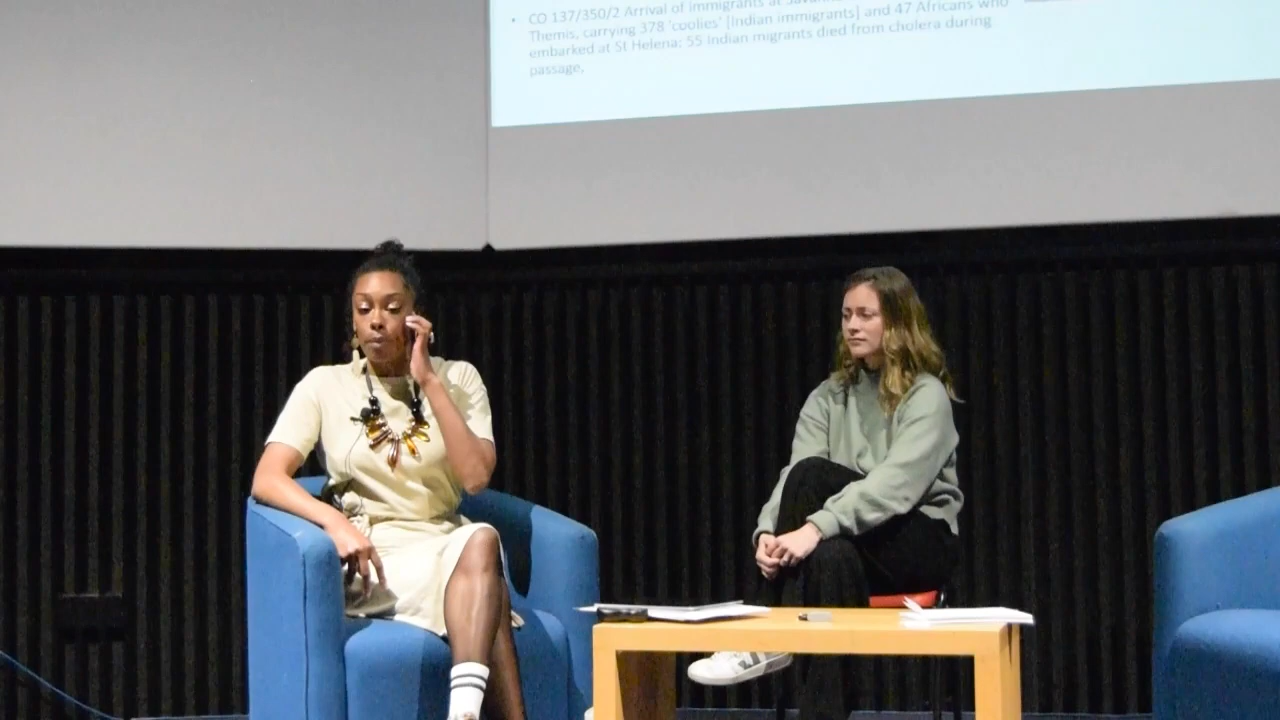 • CO 137/350/2 Arrival of immigrants at
Themis, carrying 378 'coolies' [Indian immigrants] and 47 Africans who
embarked at St Helena: 55 Indian migrants died from cholera during
passage.